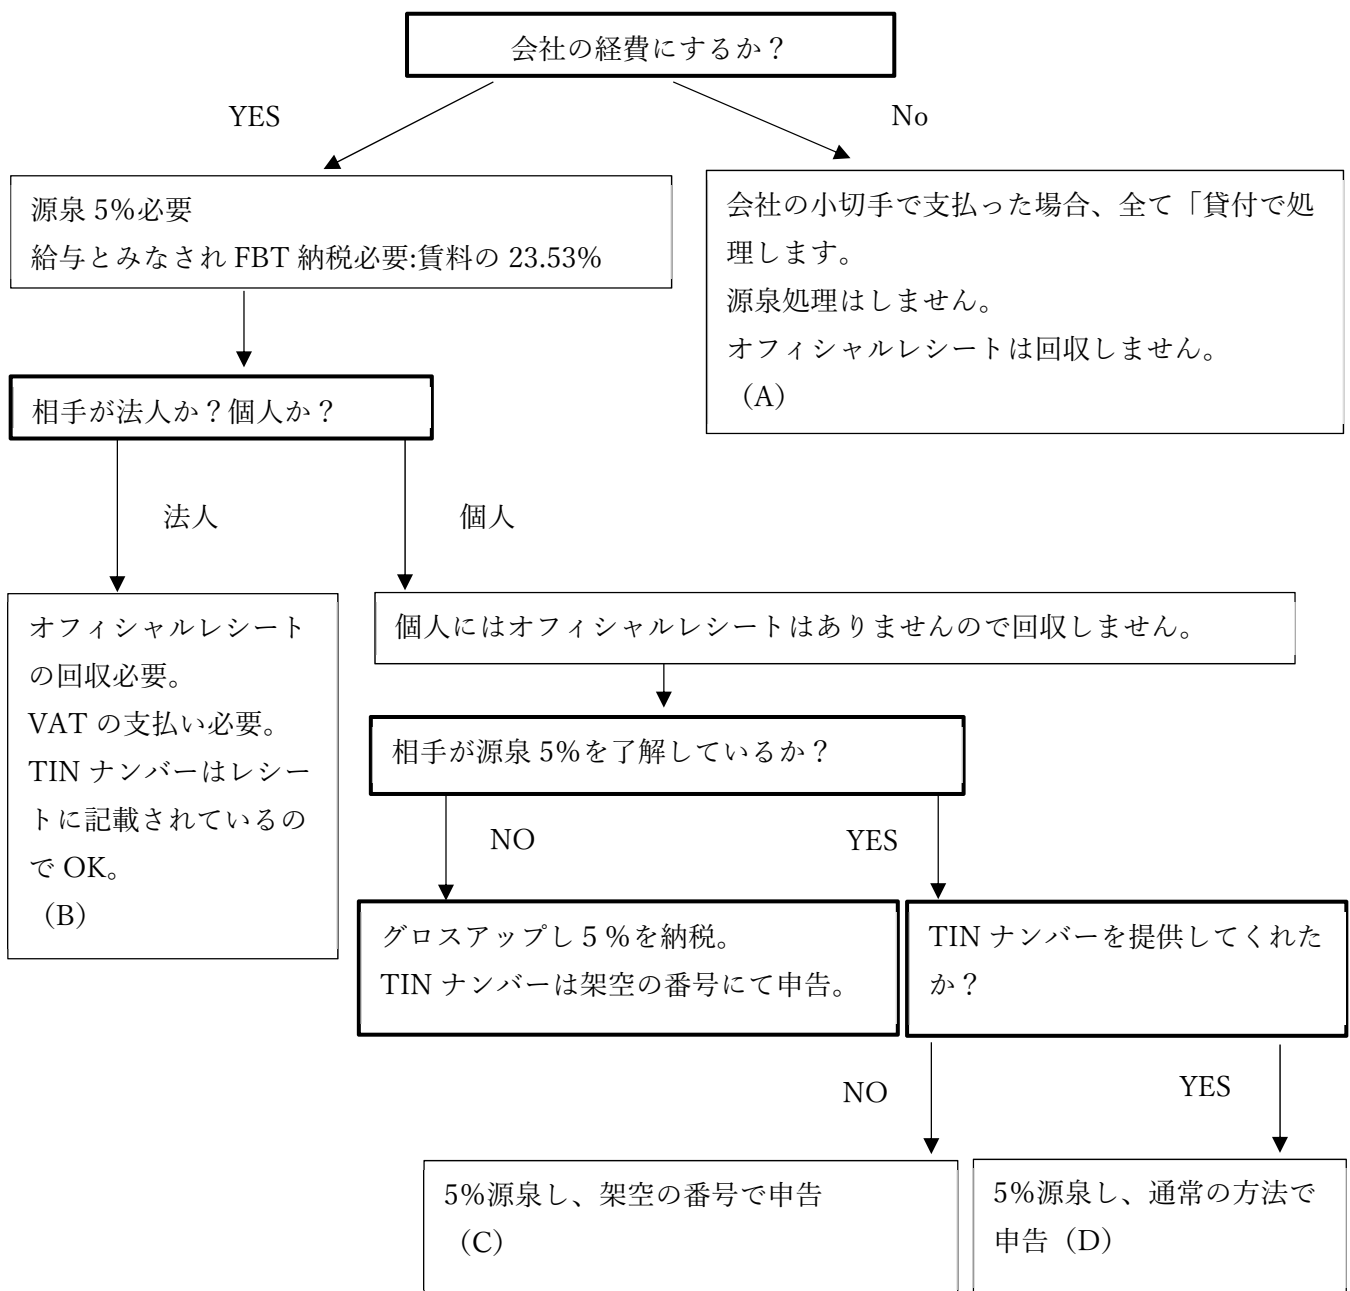 会社の経費にするか？
YES
No
源泉 5%必要
給与とみなされ FBT 納税必要:賃料の 23.53%
会社の小切手で支払った場合、全て「貸付で処
理します。
源泉処理はしません。
オフィシャルレシートは回収しません。
（A）
相手が法人か？個人か？
法人
個人
オフィシャルレシート
の回収必要。
VAT の支払い必要。
TIN ナンバーはレシー
トに記載されているの
で OK。
（B）
個人にはオフィシャルレシートはありませんので回収しません。
相手が源泉 5%を了解しているか？
NO
YES
グロスアップし５％を納税。
TIN ナンバーは架空の番号にて申告。
TIN ナンバーを提供してくれた
か？
NO
YES
5%源泉し、架空の番号で申告
（C）
5%源泉し、通常の方法で
申告（D）